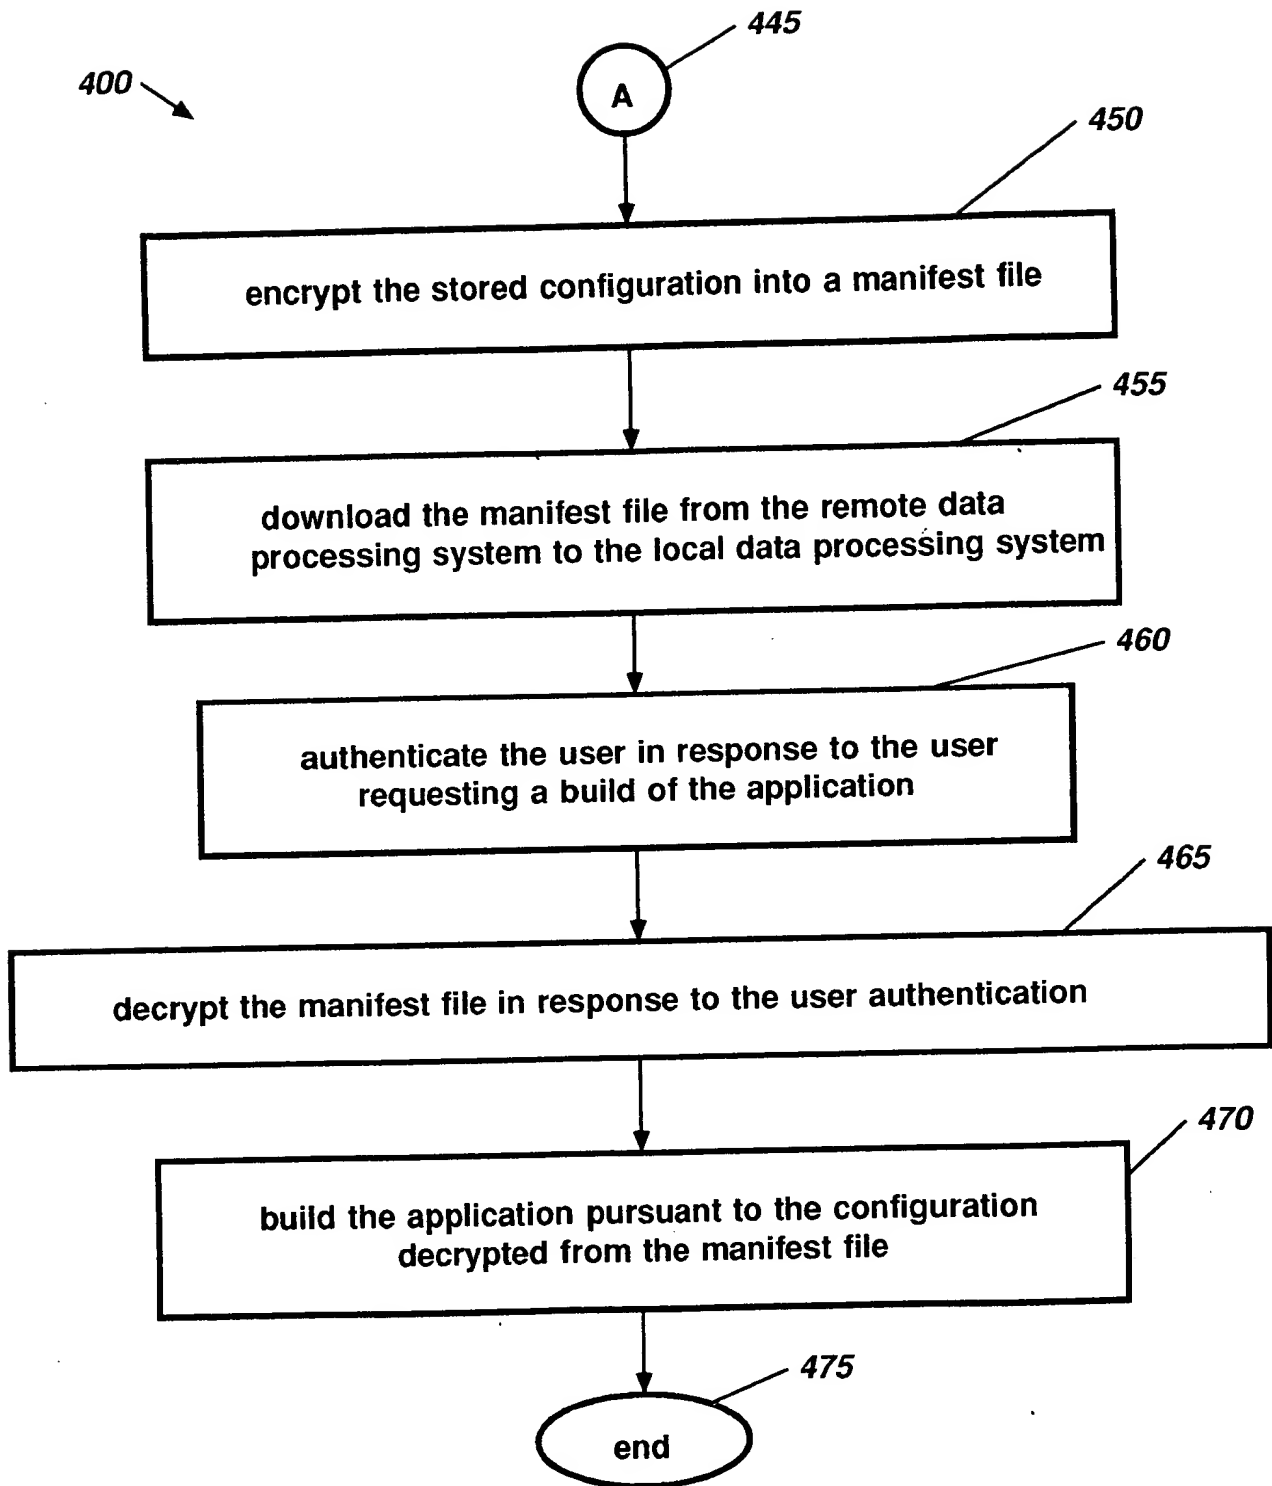 445
400
A
450
encrypt the stored configuration into a manifest file
455
download the manifest file from the remote data
processing system to the local data processing system
460
authenticate the user in response to the user
requesting a build of the application
465
decrypt the manifest file in response to the user authentication
470
build the application pursuant to the configuration
decrypted from the manifest file
475
end